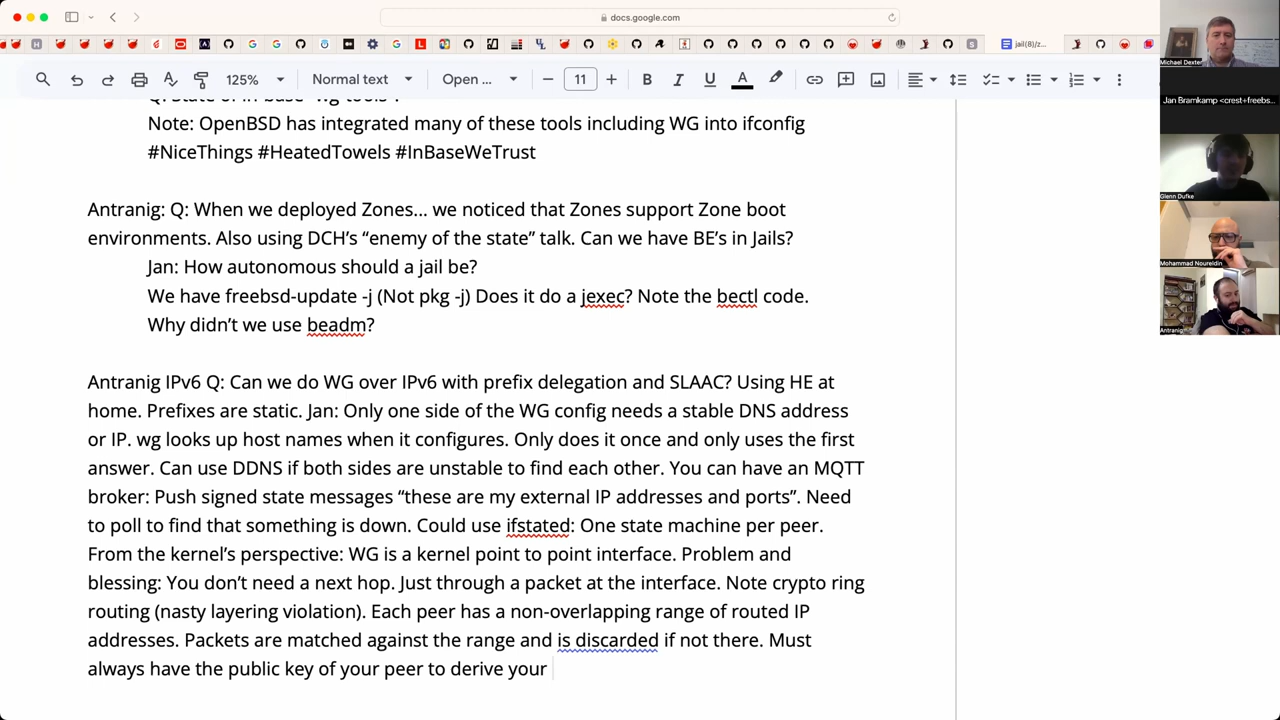 docs.google.com
jail(8)/z...
125%
Normal text
Open ...
11
Q: State of in-base "wg tools"?
Note: OpenBSD has integrated many of these tools including WG into ifconfig
#NiceThings #HeatedTowels #InBaseWeTrust
Antranig: Q: When we deployed Zones... we noticed that Zones support Zone boot
environments. Also using DCH’s “enemy of the state” talk. Can we have BE’s in Jails?
Jan: How autonomous should a jail be?
We have freebsd-update -j (Not pkg -j) Does it do a jexec? Note the bectl code.
Why didn’t we use beadm?
Antranig IPv6 Q: Can we do WG over IPv6 with prefix delegation and SLAAC? Using HE at
home. Prefixes are static. Jan: Only one side of the WG config needs a stable DNS address
or IP. wg looks up host names when it configures. Only does it once and only uses the first
answer. Can use DDNS if both sides are unstable to find each other. You can have an MQTT
broker: Push signed state messages “these are my external IP addresses and ports”. Need
to poll to find that something is down. Could use ifstated: One state machine per peer.
From the kernel’s perspective: WG is a kernel point to point interface. Problem and
blessing: You don’t need a next hop. Just through a packet at the interface. Note crypto ring
routing (nasty layering violation). Each peer has a non-overlapping range of routed IP
addresses. Packets are matched against the range and is discarded if not there. Must
always have the public key of your peer to derive your
Michael Dexter
Jan Bramkamp <crest+freebs...
Glenn Dufke
Mohammad Noureldin
Antranig